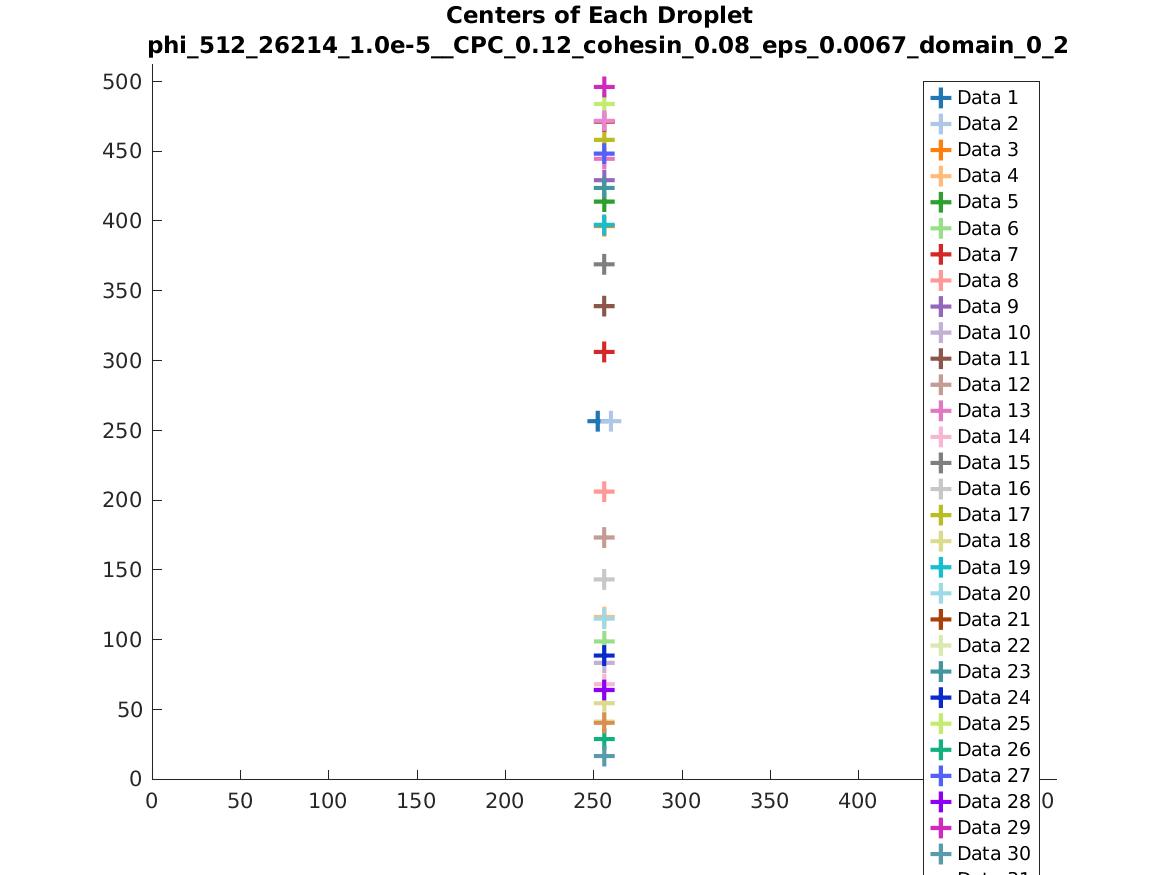 Centers of Each Droplet
phi_512_26214_1.0e-5__CPC_0.12_cohesin_0.08_eps_0.0067_domain_0_2
500
450
400
350
300
250
200
150
100
50
0
0 50 100 150 200 250 300 350 400
Data 1
Data 2
Data 3
Data 4
Data 5
Data 6
Data 7
Data 8
Data 9
Data 10
Data 11
Data 12
Data 13
Data 14
Data 15
Data 16
Data 17
Data 18
Data 19
Data 20
Data 21
Data 22
Data 23
Data 24
Data 25
Data 26
Data 27
Data 28
Data 29
Data 30